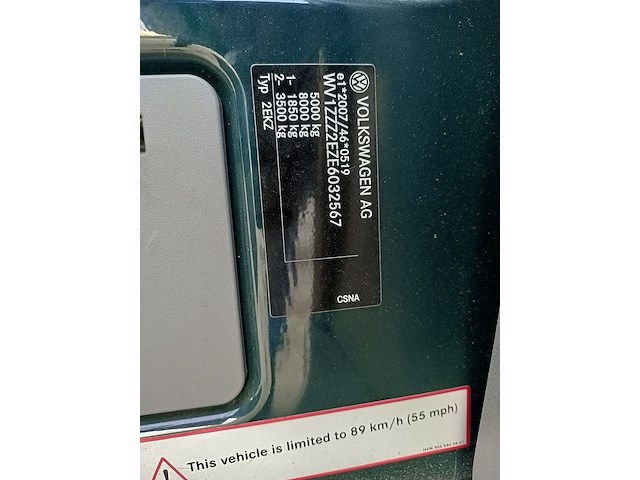 VOLKSWAGEN AG
e1*2007/46*0519
WV1ZZZ2EZE6032567
5000 kg
8000 kg
1- 1850 kg
2- 3500 kg
Typ 2EKZ
CSNA
This vehicle is limited to 89 km/h (55 mph)